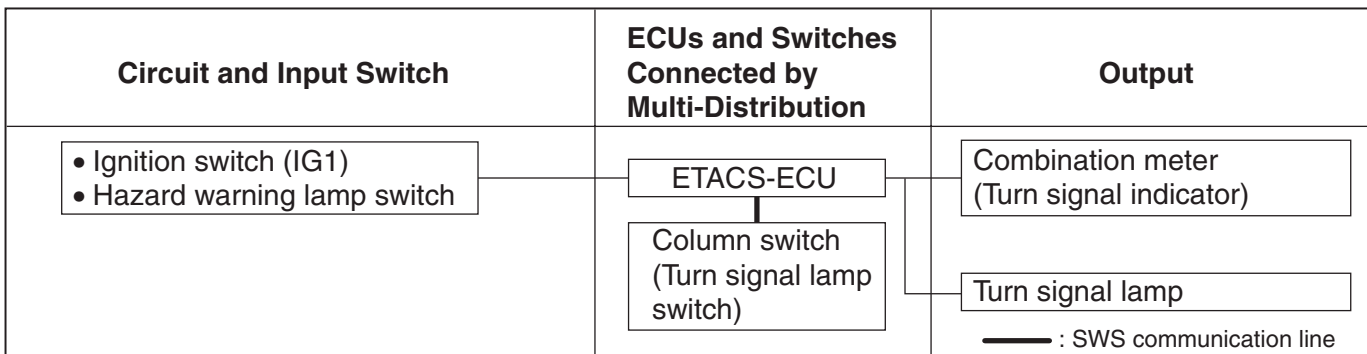 Circuit and Input Switch
ECUs and Switches
Connected by
Multi-Distribution
Output
• Ignition switch (IG1)
• Hazard warning lamp switch
ETACS-ECU
Column switch
(Turn signal lamp
switch)
Combination meter
(Turn signal indicator)
Turn signal lamp
: SWS communication line